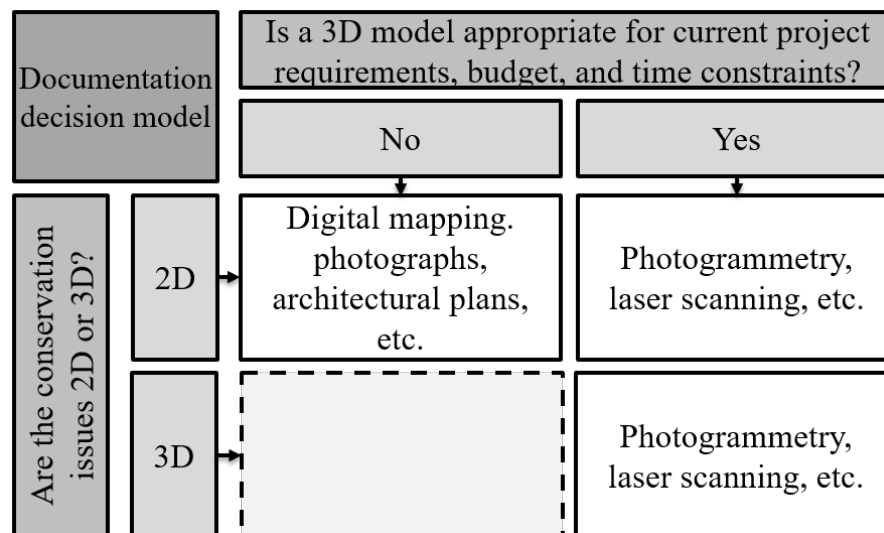 Documentation
decision model
Is a 3D model appropriate for current project
requirements, budget, and time constraints?
No
Yes
Are the conservation
issues 2D or 3D?
2D
Digital mapping.
photographs,
architectural plans,
etc.
Photogrammetry,
laser scanning, etc.
3D
Photogrammetry,
laser scanning, etc.